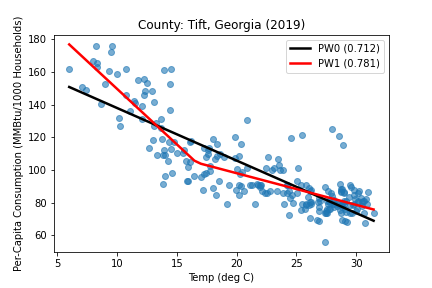 County: Tift, Georgia (2019)
PW0 (0.712)
PW1 (0.781)
Per-Capita Consumption (MMBtu/1000 Households)
180
160
140
120
100
80
60
5 10 15 20 25 30
Temp (deg C)